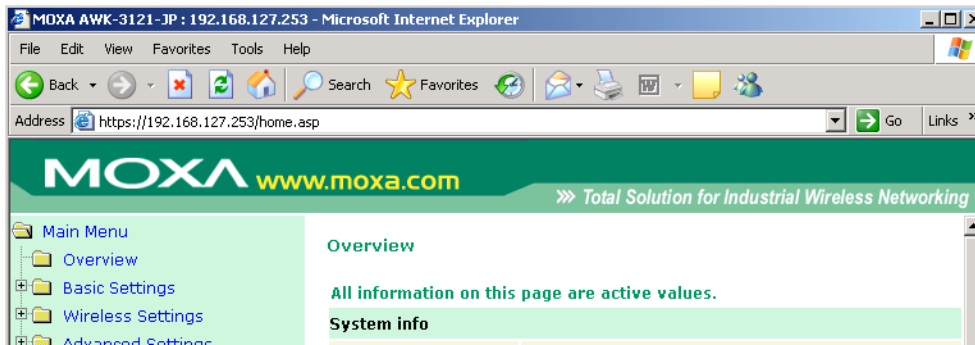 MOXA AWK-3121-JP : 192.168.127.253 - Microsoft Internet Explorer
File Edit View Favorites Tools Help
Back Search Favorites
Address https://192.168.127.253/home.asp Go Links »
MOXA www.moxa.com
»» Total Solution for Industrial Wireless Networking
Main Menu
Overview
Basic Settings
Wireless Settings
Advanced Settings
Overview
All information on this page are active values.
System info